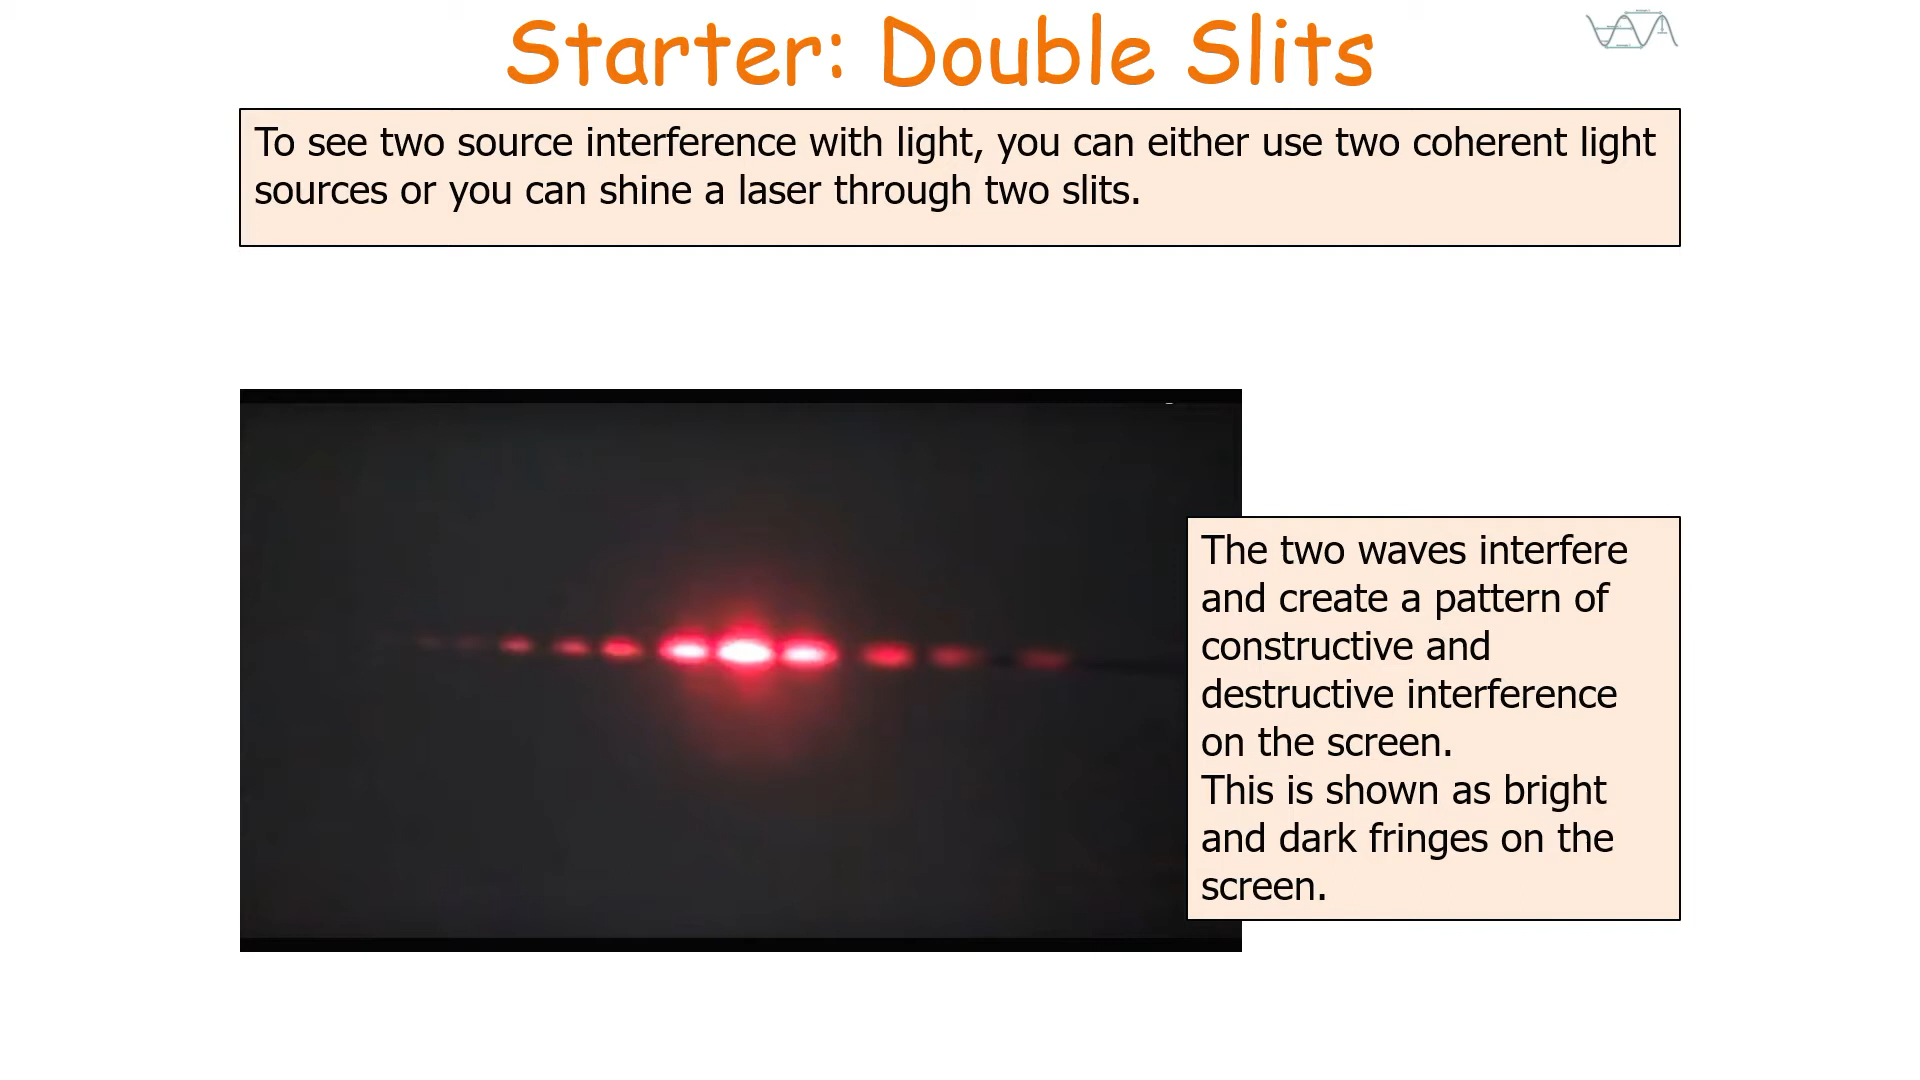 Starter: Double Slits
To see two source interference with light, you can either use two coherent light
sources or you can shine a laser through two slits.
The two waves interfere
and create a pattern of
constructive and
destructive interference
on the screen.
This is shown as bright
and dark fringes on the
screen.